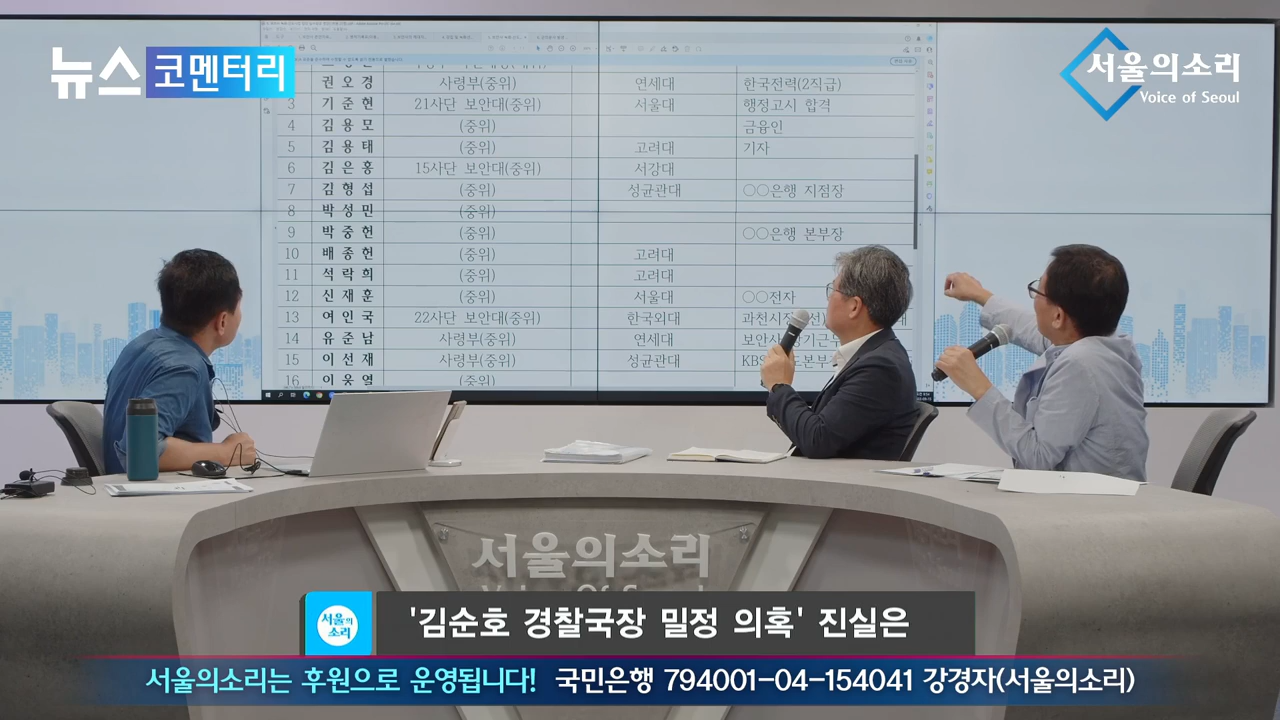 뉴스 코멘터리
서울의소리
Voice of Seoul
권오경 사령부(중위) 연세대 한국전력(2직급)
3 기준현 21사단 보안대(중위) 서울대 행정고시 합격
4 김용모 (중위) 금융인
5 김용태 (중위) 고려대 기자
6 김은홍 15사단 보안대(중위) 서강대
7 김형섭 (중위) 성균관대 ○○은행 지점장
8 박성민 (중위)
9 박중헌 (중위) ○○은행 본부장
10 배종헌 (중위) 고려대
11 석락희 (중위) 고려대
12 신재훈 (중위) 서울대 ○○전자
13 여인국 22사단 보안대(중위) 한국외대 과천시장
14 유준남 사령부(중위) 연세대
15 이선재 사령부(중위) 성균관대 KBS
16
서울의소리
서울의
소리
'김순호 경찰국장 밀정 의혹' 진실은
서울의소리는 후원으로 운영됩니다! 국민은행 794001-04-154041 강경자(서울의소리)